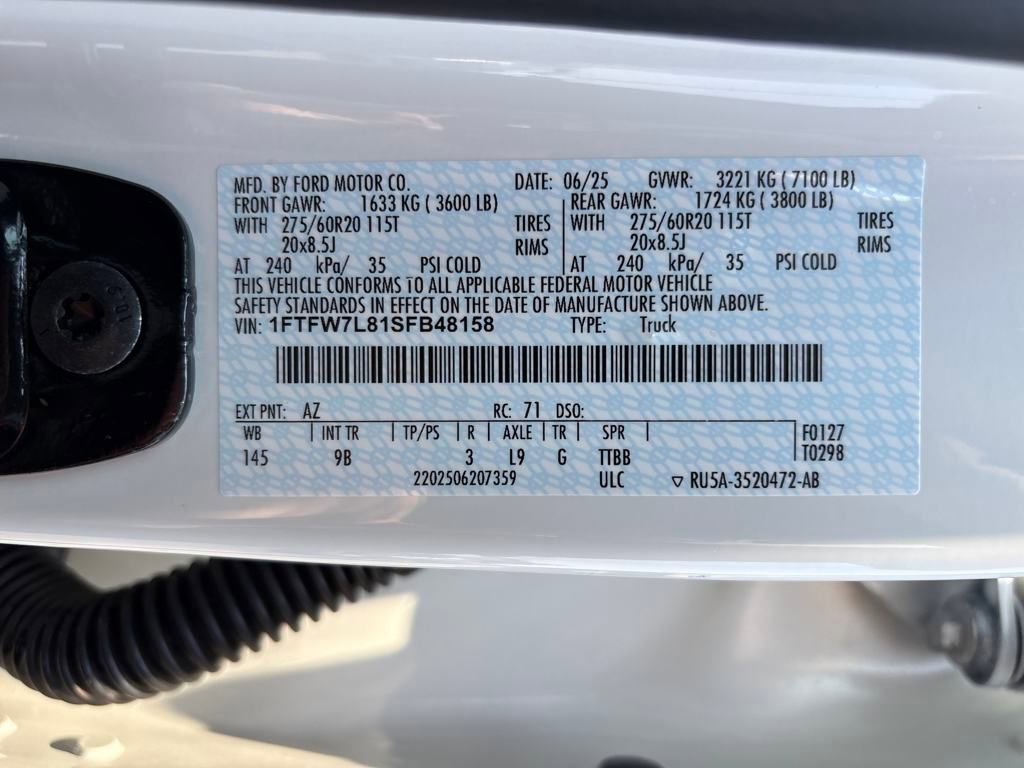 MFD. BY FORD MOTOR CO. DATE: 06/25 GVWR: 3221 KG ( 7100 LB)
FRONT GAWR: 1633 KG ( 3600 LB) REAR GAWR: 1724 KG ( 3800 LB)
WITH 275/60R20 115T TIRES WITH 275/60R20 115T TIRES
20x8.5J RIMS 20x8.5J RIMS
AT 240 kPa/ 35 PSI COLD AT 240 kPa/ 35 PSI COLD
THIS VEHICLE CONFORMS TO ALL APPLICABLE FEDERAL MOTOR VEHICLE
SAFETY STANDARDS IN EFFECT ON THE DATE OF MANUFACTURE SHOWN ABOVE.
VIN: 1FTFW7L81SFB48158 TYPE: Truck
EXT PNT: AZ RC: 71 DSO:
WB | INT TR | TP/PS | R | AXLE | TR | SPR | F0127
145 9B 3 L9 G TTBB T0298
2202506207359 ULC ▽ RU5A-3520472-AB